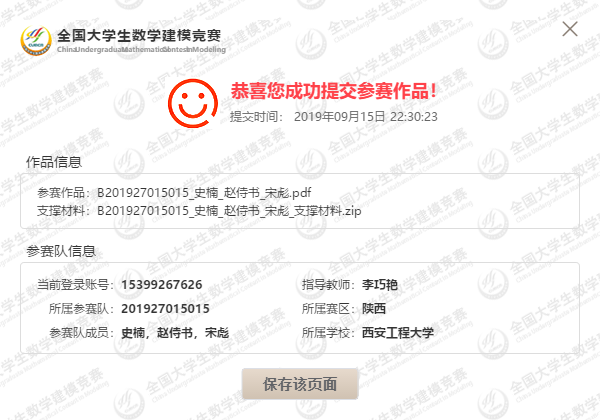 全国大学生数学建模竞赛
China Undergraduate Mathematical Contest in Modeling
恭喜您成功提交参赛作品！
提交时间： 2019年09月15日 22:30:23
作品信息
参赛作品：B201927015015_史楠_赵侍书_宋彪.pdf
支撑材料：B201927015015_史楠_赵侍书_宋彪_支撑材料.zip
参赛队信息
当前登录账号：15399267626 指导教师：李巧艳
所属参赛队：201927015015 所属赛区：陕西
参赛队成员：史楠，赵侍书，宋彪 所属学校：西安工程大学
保存该页面